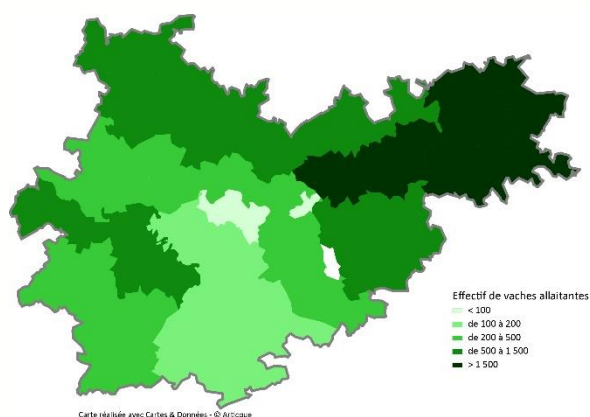 Effectif de vaches allaitantes
< 100
de 100 à 200
de 200 à 500
de 500 à 1 500
> 1 500
Carte réalisée avec Cartes & Données - © Articque